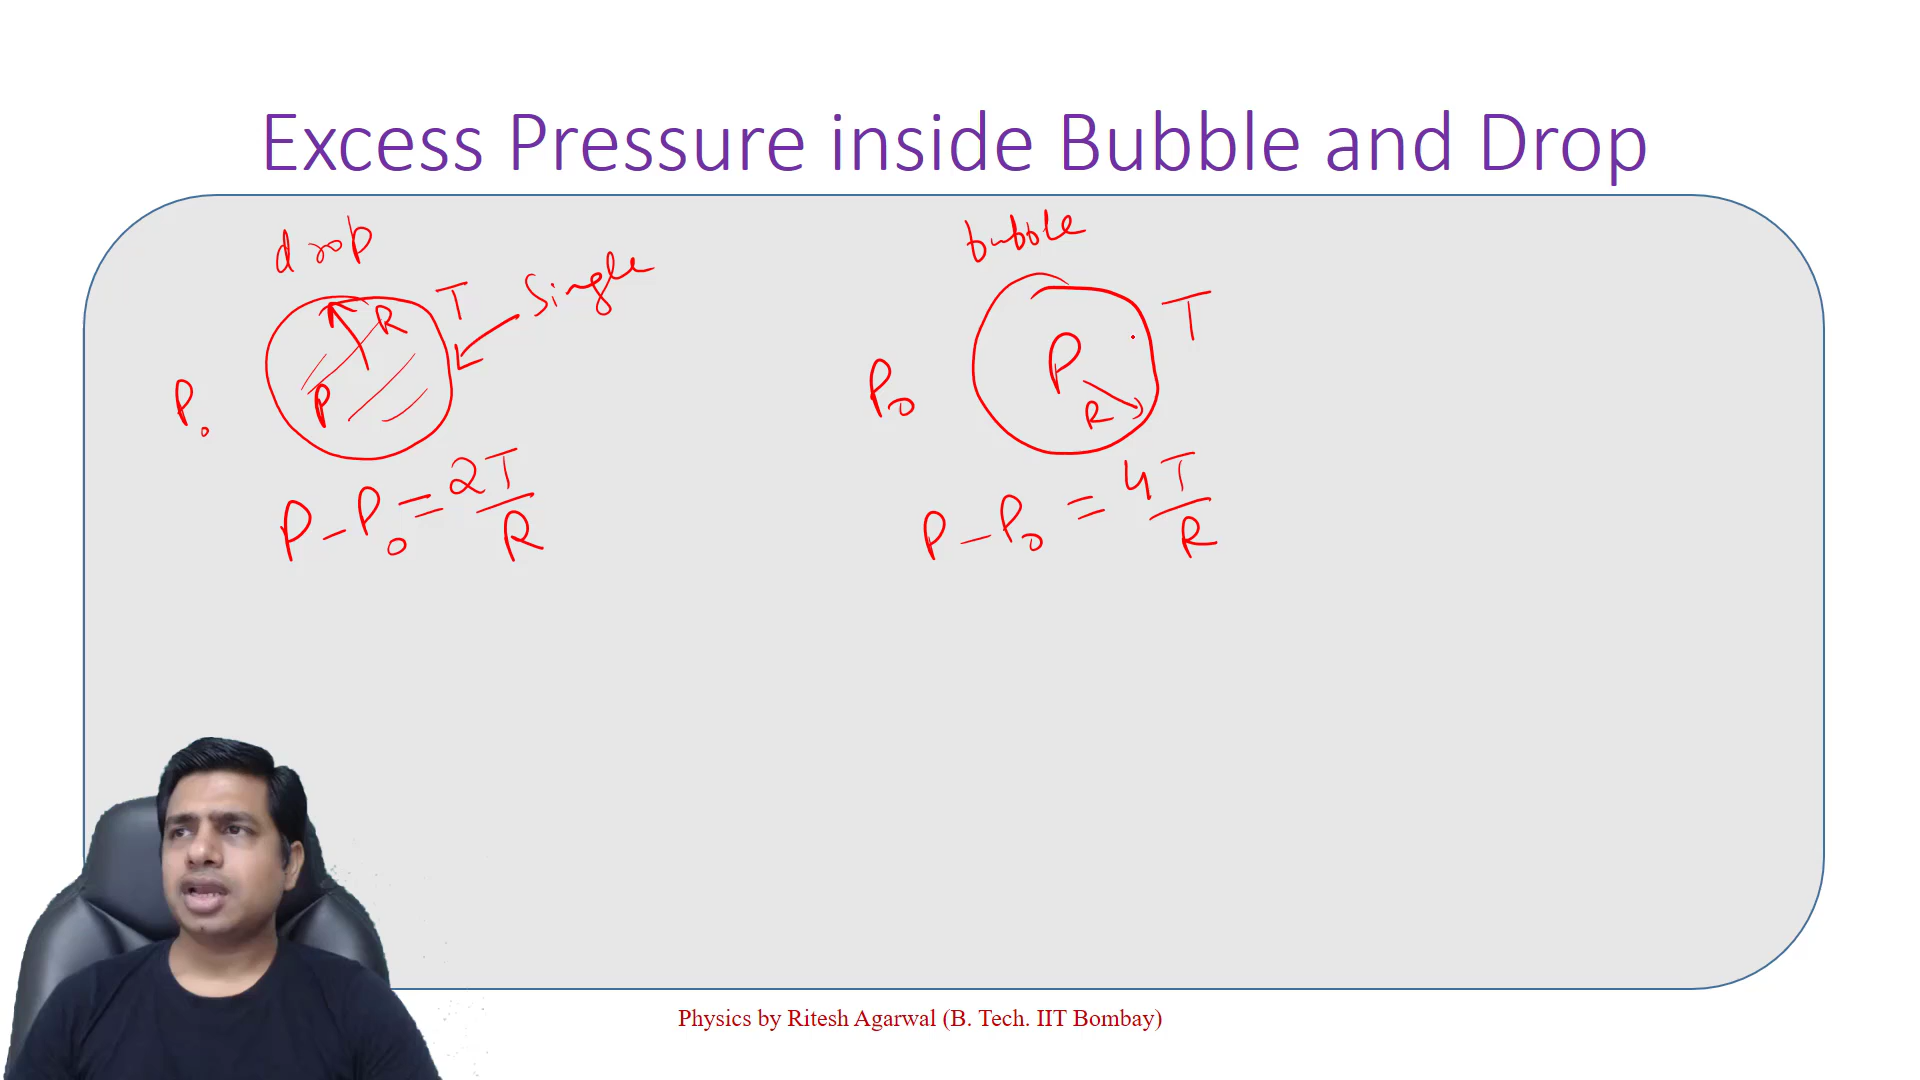 Excess Pressure inside Bubble and Drop
drop
T
Single
R
P
P₀
P - P₀ = 2T/R
bubble
T
P
P₀
R
P - P₀ = 4T/R
Physics by Ritesh Agarwal (B. Tech. IIT Bombay)